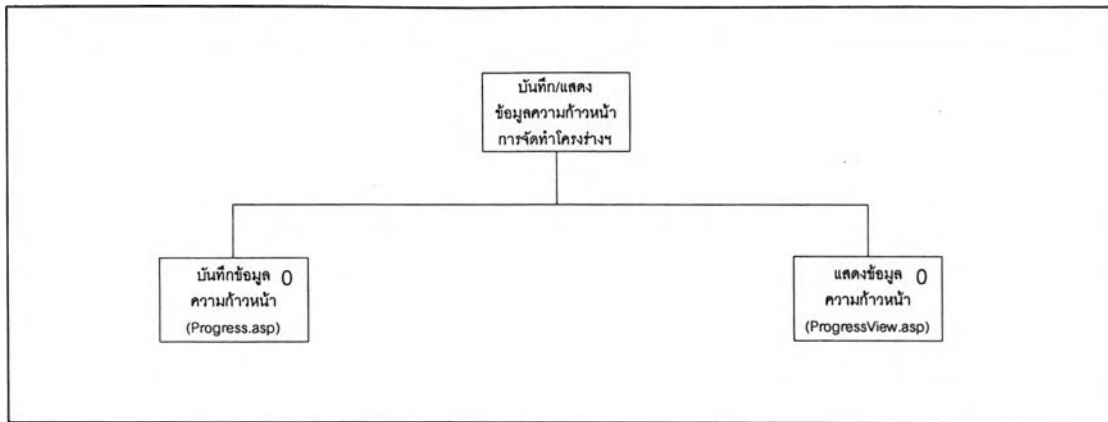 บันทึก/แสดง
ข้อมูลความก้าวหน้า
การจัดทำโครงร่างฯ
บันทึกข้อมูล 0
ความก้าวหน้า
(Progress.asp)
แสดงข้อมูล 0
ความก้าวหน้า
(ProgressView.asp)